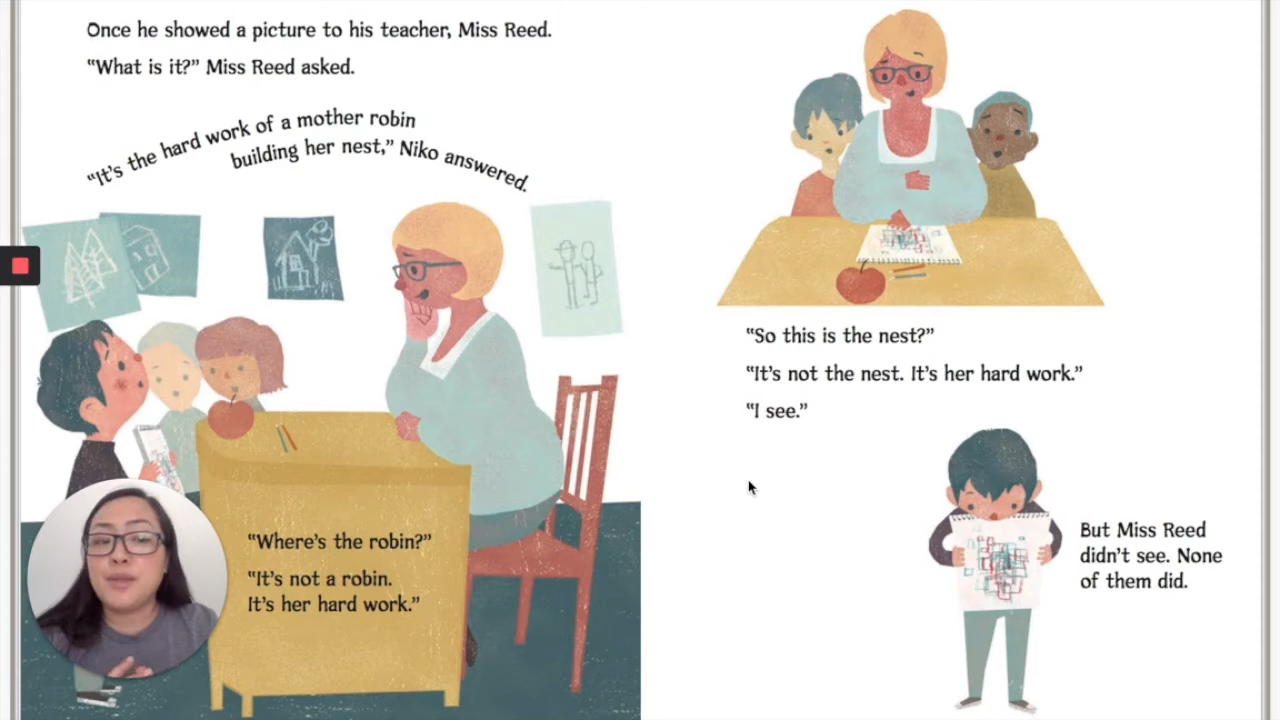 Once he showed a picture to his teacher, Miss Reed.
"What is it?" Miss Reed asked.
"It's the hard work of a mother robin
building her nest," Niko answered.
"Where's the robin?"
"It's not a robin.
It's her hard work."
"So this is the nest?"
"It's not the nest. It's her hard work."
"I see."
But Miss Reed
didn't see. None
of them did.